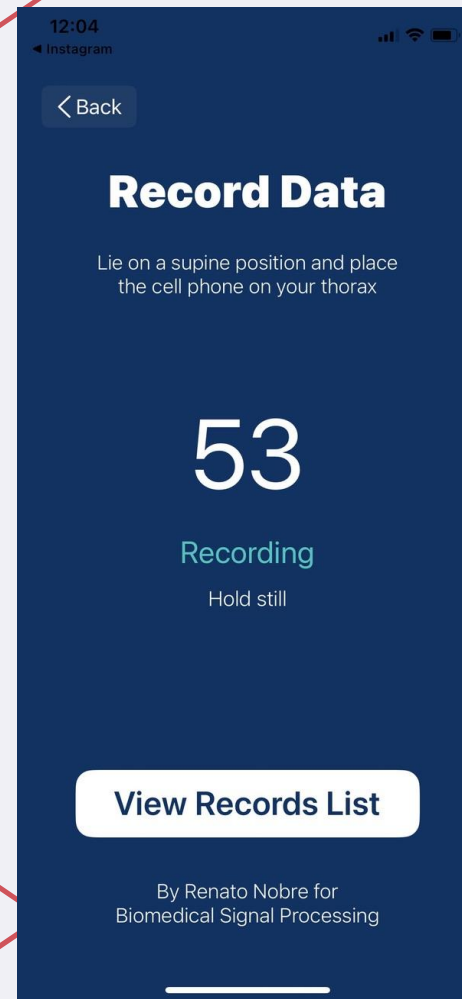 12:04
◀ Instagram
Back
Record Data
Lie on a supine position and place
the cell phone on your thorax
53
Recording
Hold still
View Records List
By Renato Nobre for
Biomedical Signal Processing